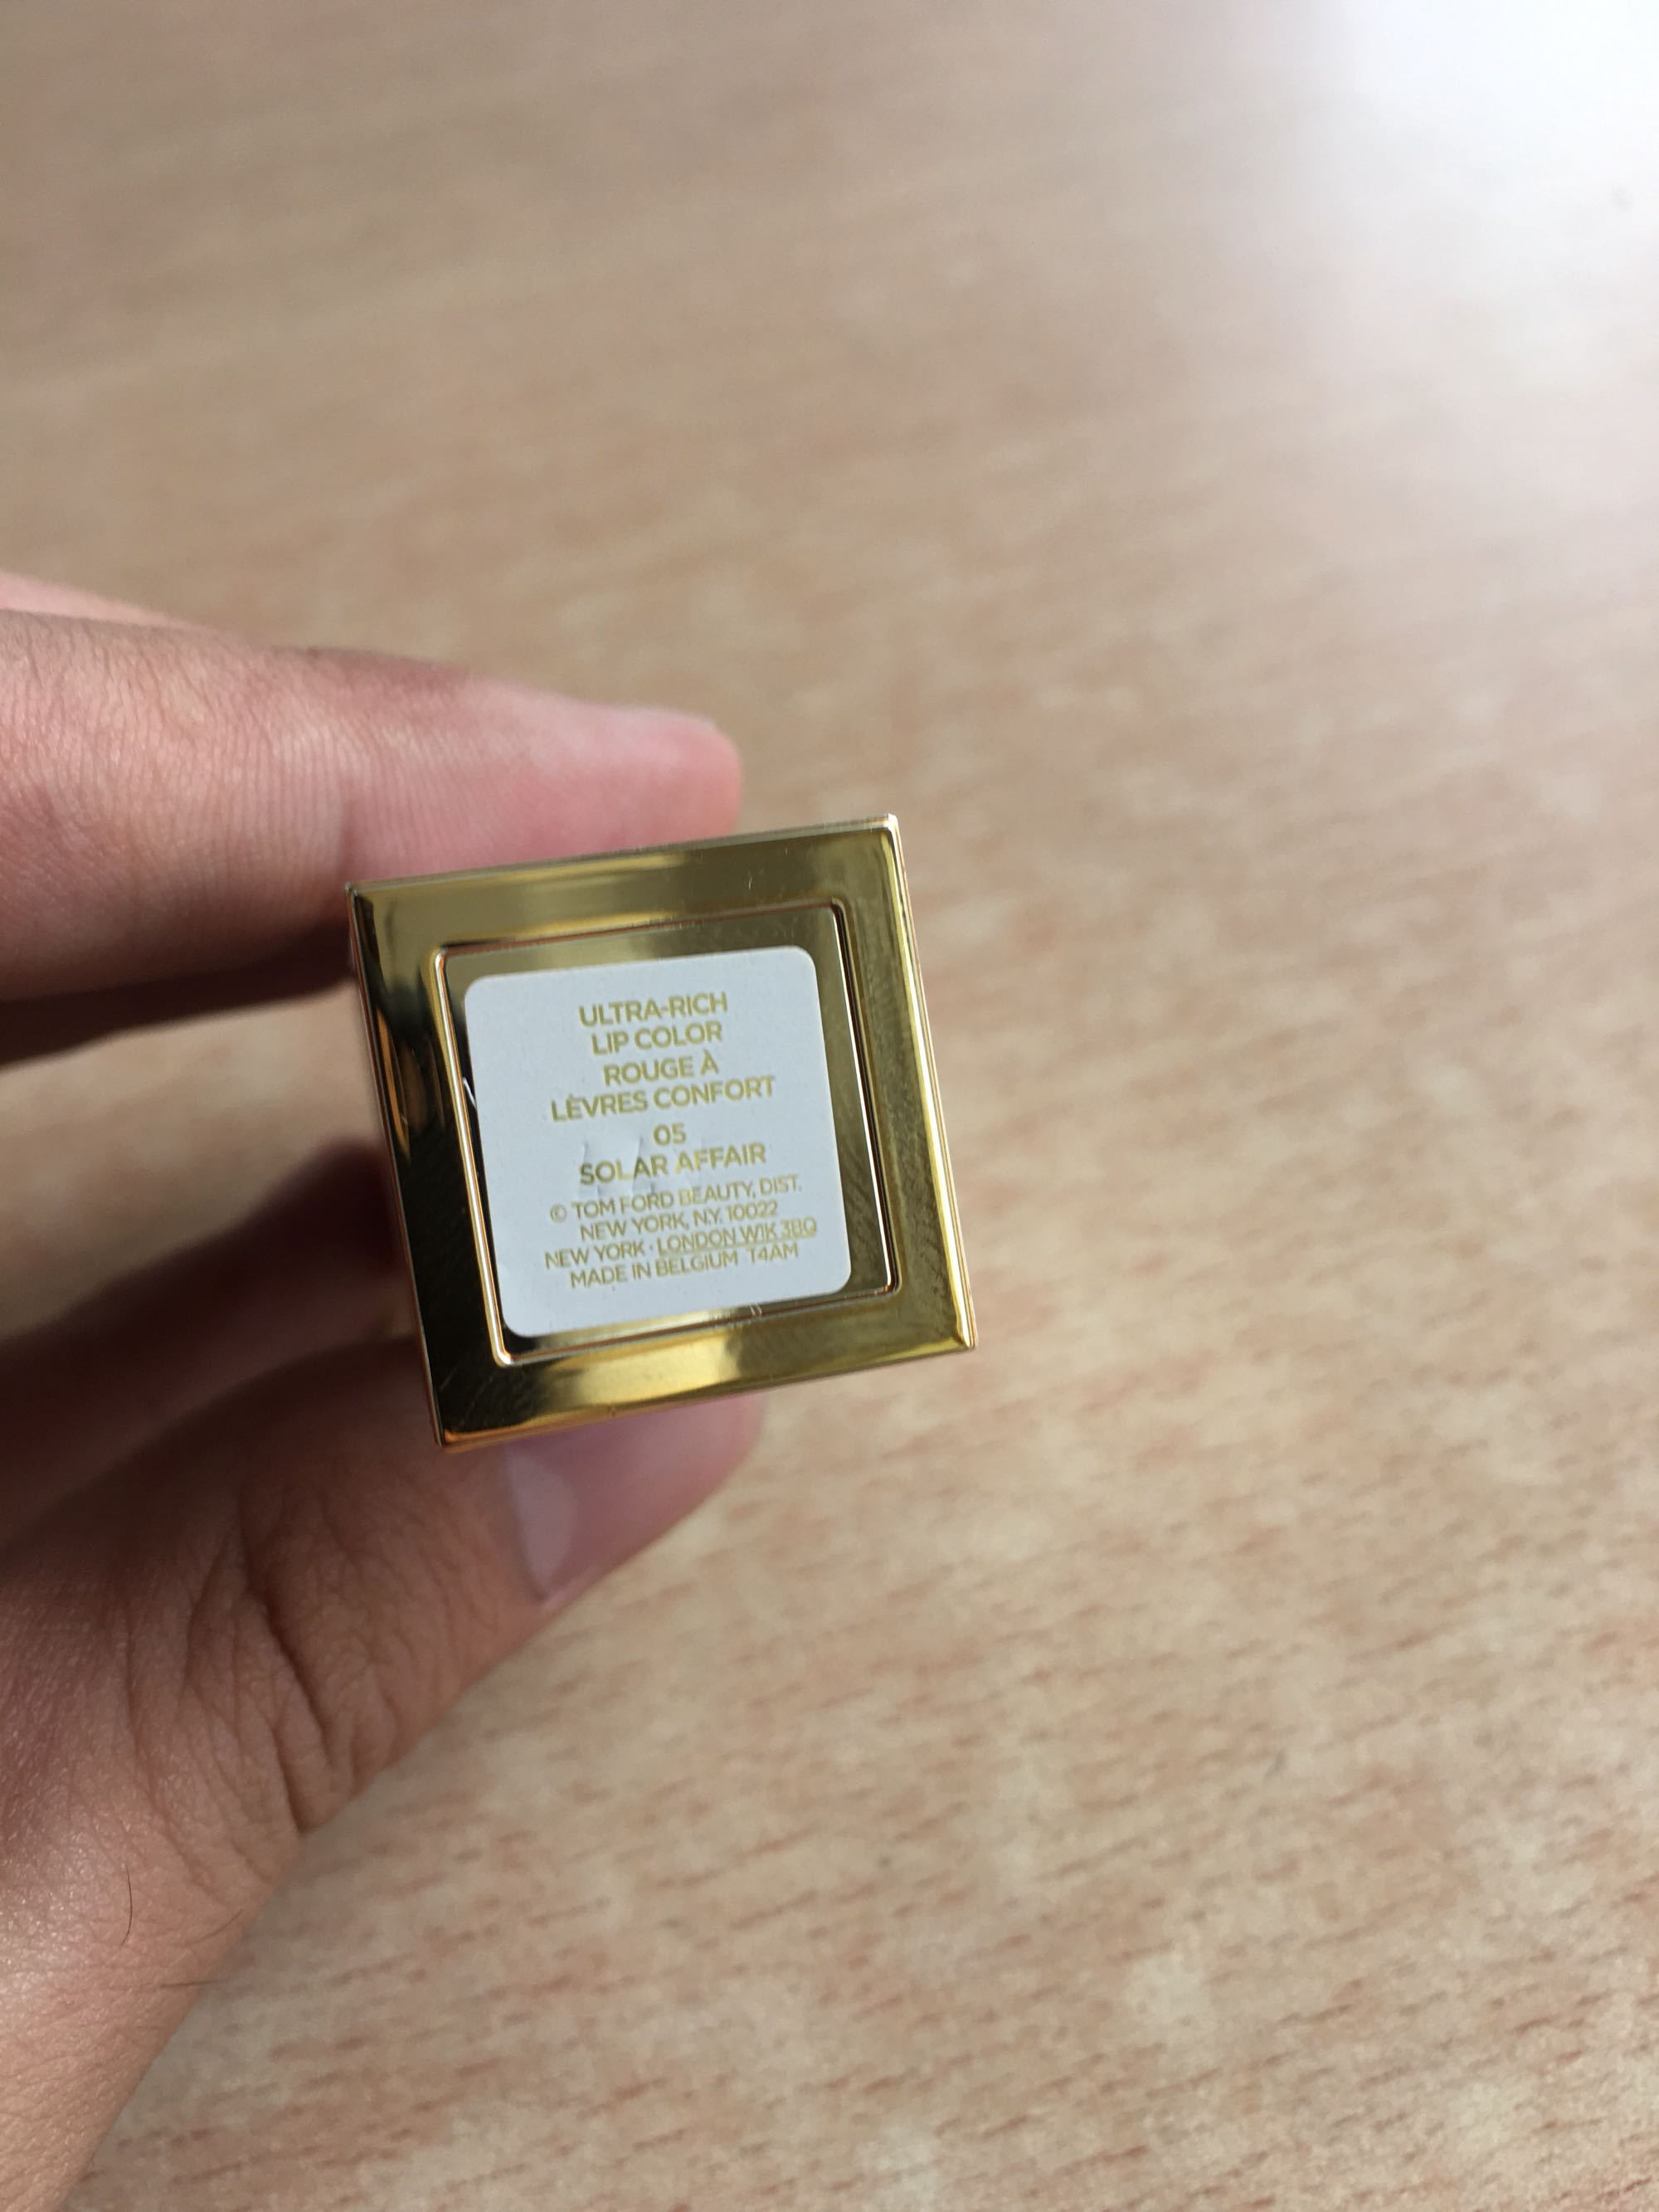 ULTRA-RICH
LIP COLOR
ROUGE À
LÈVRES CONFORT
05
SOLAR AFFAIR
© TOM FORD BEAUTY, DIST.
NEW YORK, N.Y. 10022
NEW YORK · LONDON W1K 3BQ
MADE IN BELGIUM T4AM